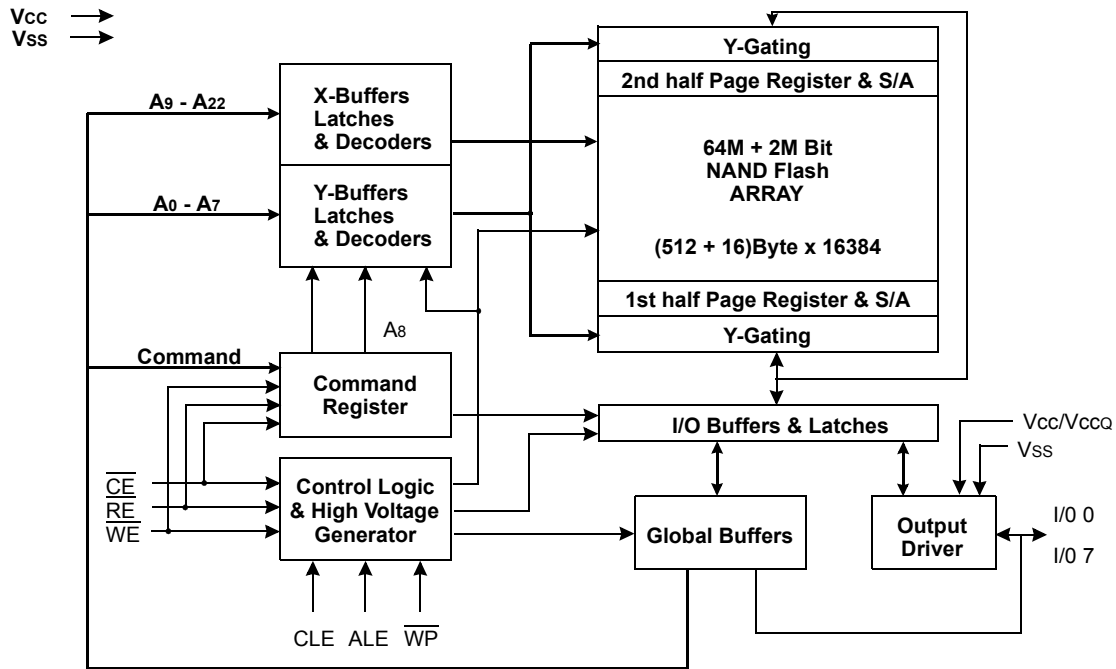 VCC
VSS
A9 - A22
X-Buffers
Latches
& Decoders
A0 - A7
Y-Buffers
Latches
& Decoders
Y-Gating
2nd half Page Register & S/A
64M + 2M Bit
NAND Flash
ARRAY
(512 + 16)Byte x 16384
1st half Page Register & S/A
Y-Gating
A8
Command
Command
Register
I/O Buffers & Latches
VCC/VCCQ
VSS
CE
RE
WE
Control Logic
& High Voltage
Generator
Global Buffers
Output
Driver
I/0 0
I/0 7
CLE
ALE
WP